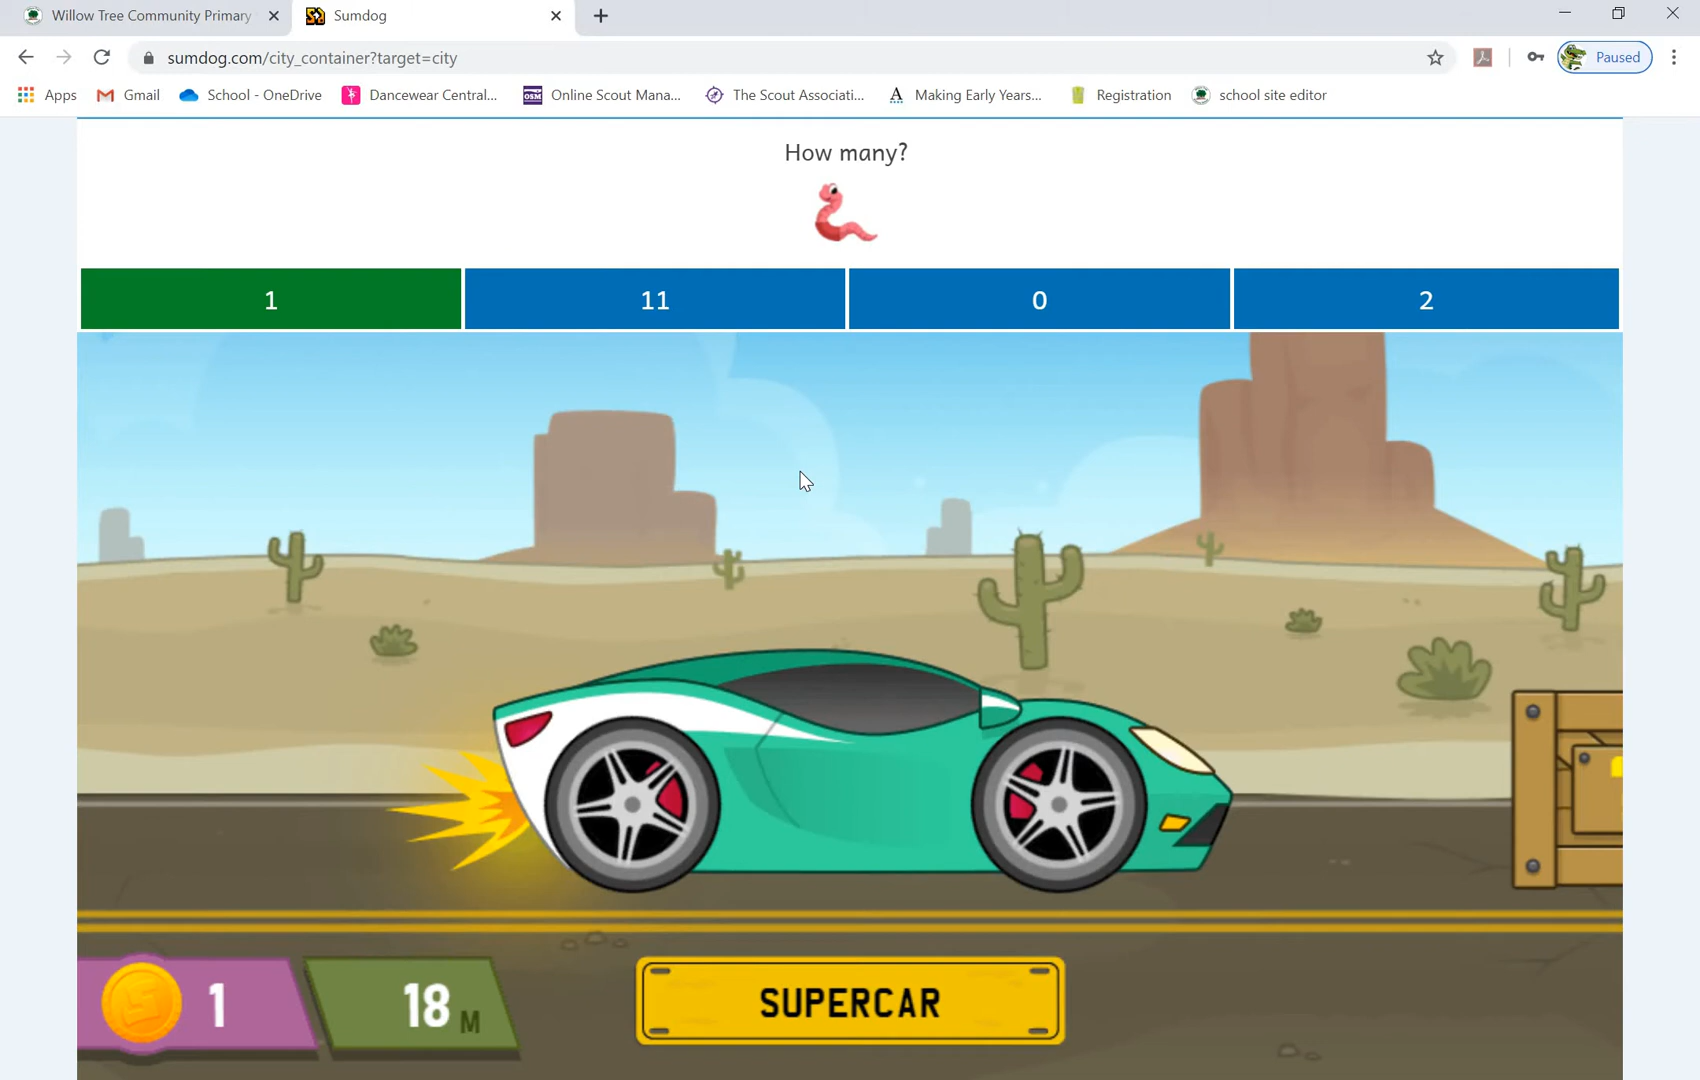 Willow Tree Community Primary
Sumdog
sumdog.com/city_container?target=city
Paused
Apps
Gmail
School - OneDrive
Dancewear Central...
OSM
Online Scout Mana...
The Scout Associati...
A
Making Early Years...
Registration
school site editor
How many?
1
11
0
2
1
18 M
SUPERCAR